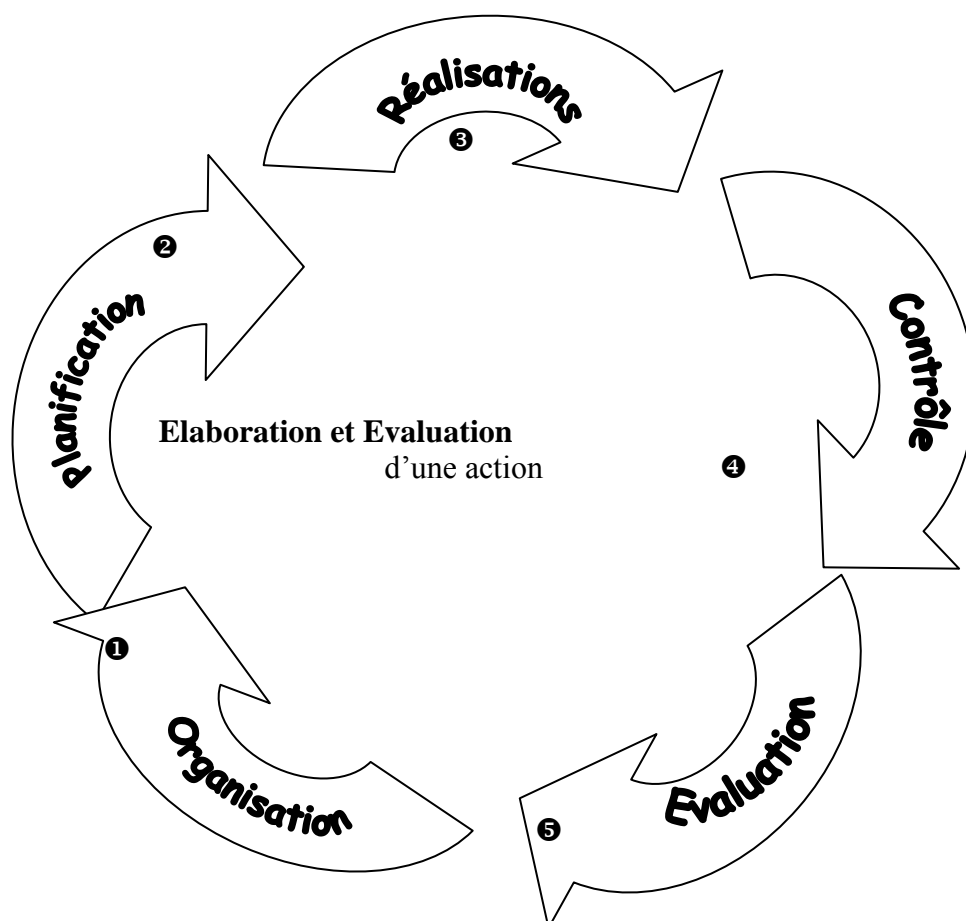 Réalisations
❸
❷
Planification
Contrôle
Elaboration et Evaluation
d'une action
❹
❶
Organisation
Evaluation
❺